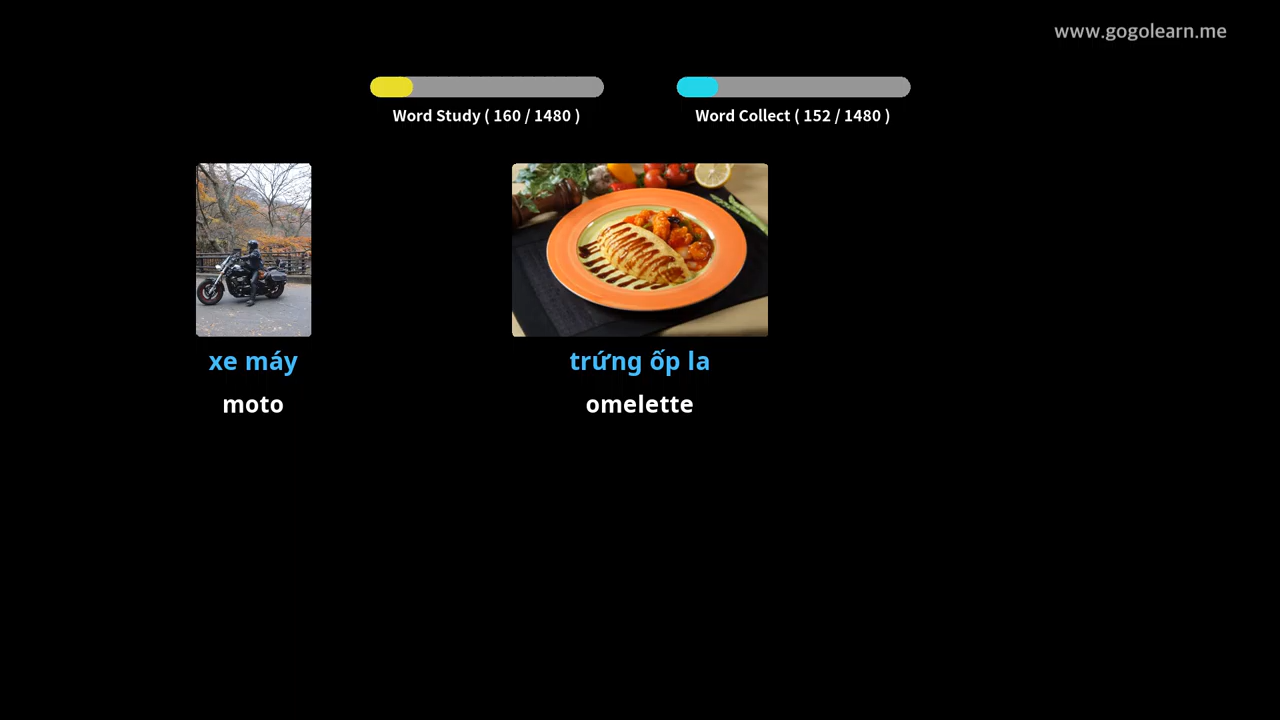 www.gogolearn.me
Word Study ( 160 / 1480 )
Word Collect ( 152 / 1480 )
xe máy
moto
trứng ốp la
omelette